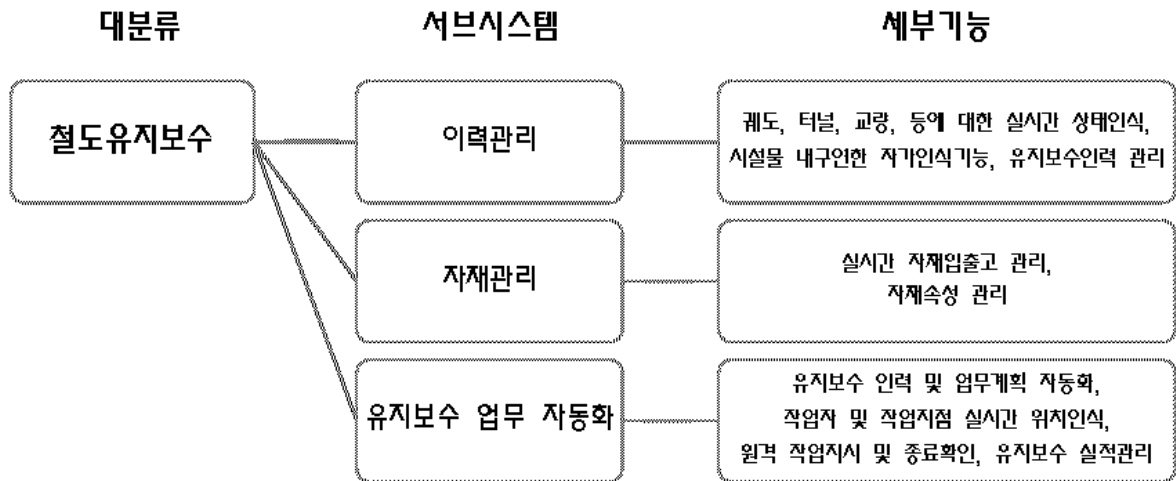 대분류
서브시스템
세부기능
철도유지보수
이력관리
궤도, 터널, 교량, 등에 대한 실시간 상태인식,
시설물 내구연한 자가인식기능, 유지보수인력 관리
자재관리
실시간 자재입출고 관리,
자재속성 관리
유지보수 업무 자동화
유지보수 인력 및 업무계획 자동화,
작업자 및 작업지점 실시간 위치인식,
원격 작업지시 및 종료확인, 유지보수 실적관리